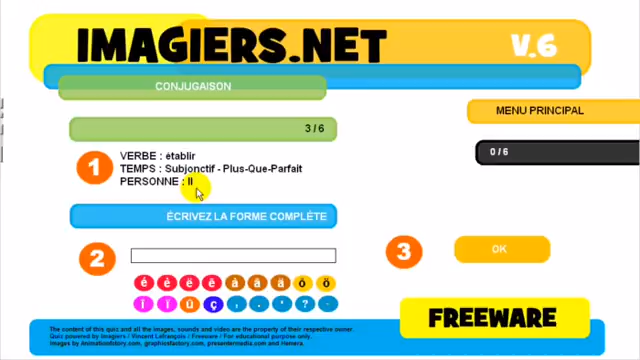 IMAGIERS.NET
V.6
CONJUGAISON
MENU PRINCIPAL
3 / 6
0 / 6
1
VERBE : établir
TEMPS : Subjonctif - Plus-Que-Parfait
PERSONNE : Il
ÉCRIVEZ LA FORME COMPLÈTE
2
3
OK
FREEWARE
The content of this quiz and all the images, sounds and video are the property of their respective owner.
Quiz powered by Imagiers / Vincent Lefrançois / For educational purpose only.
Images by Animationfactory.com, graphicsfactory.com, presentermedia.com and Hemera.